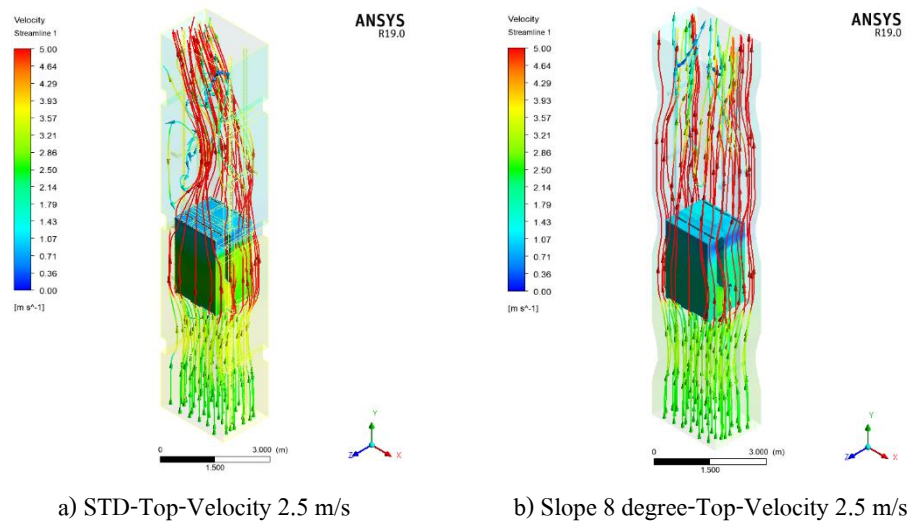 Velocity
Streamline 1
5.00
4.64
4.29
3.93
3.57
3.21
2.86
2.50
2.14
1.79
1.43
1.07
0.71
0.36
0.00
[m s^-1]
ANSYS
R19.0
Y
Z
X
0
3.000 (m)
1.500
a) STD-Top-Velocity 2.5 m/s
Velocity
Streamline 1
5.00
4.64
4.29
3.93
3.57
3.21
2.86
2.50
2.14
1.79
1.43
1.07
0.71
0.36
0.00
[m s^-1]
ANSYS
R19.0
Y
Z
X
0
3.000 (m)
1.500
b) Slope 8 degree-Top-Velocity 2.5 m/s